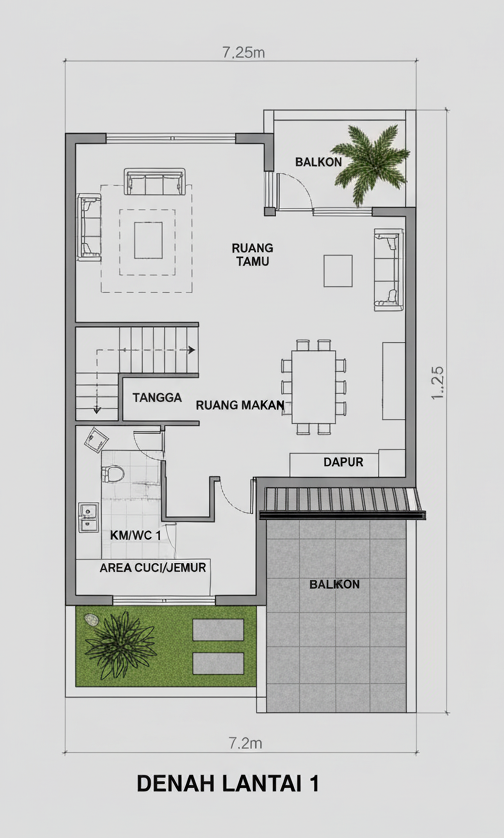 7.25m
BALKON
RUANG
TAMU
1..25
TANGGA
RUANG MAKAN
DAPUR
KM/WC 1
AREA CUCI/JEMUR
BALIKON
7.2m
DENAH LANTAI 1